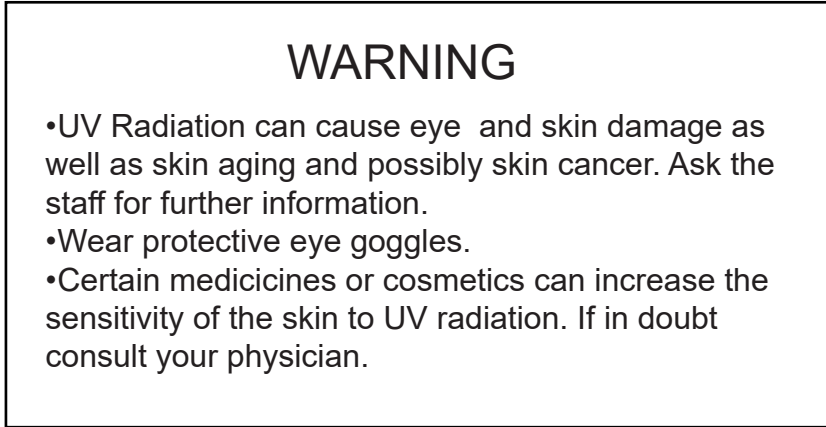 WARNING
•UV Radiation can cause eye  and skin damage as
well as skin aging and possibly skin cancer. Ask the
staff for further information.
•Wear protective eye goggles.
•Certain medicicines or cosmetics can increase the
sensitivity of the skin to UV radiation. If in doubt
consult your physician.